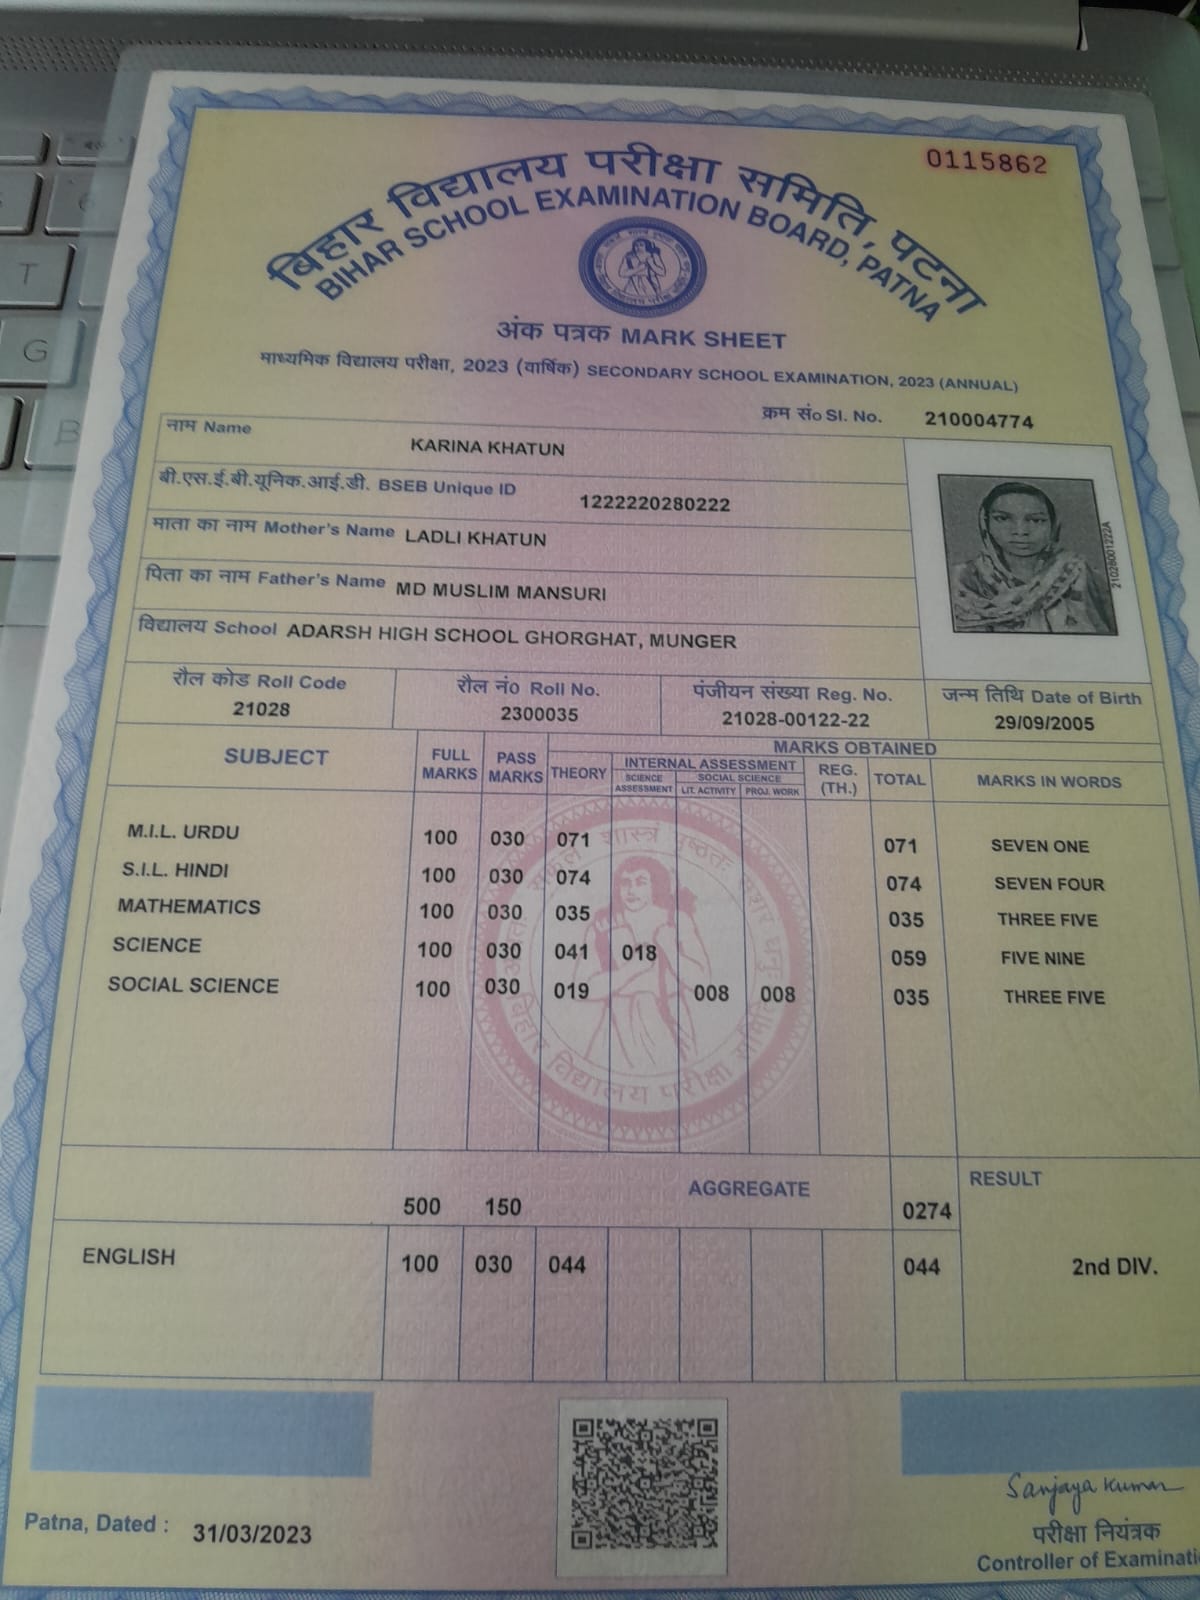 0115862
बिहार विद्यालय परीक्षा समिति, पटना
BIHAR SCHOOL EXAMINATION BOARD, PATNA
अंक पत्रक MARK SHEET
माध्यमिक विद्यालय परीक्षा, 2023 (वार्षिक) SECONDARY SCHOOL EXAMINATION, 2023 (ANNUAL)
क्रम सं० Sl. No. 210004774
नाम Name KARINA KHATUN
बी.एस.ई.बी.यूनिक.आई.डी. BSEB Unique ID 1222220280222
माता का नाम Mother's Name LADLI KHATUN
पिता का नाम Father's Name MD MUSLIM MANSURI
विद्यालय School ADARSH HIGH SCHOOL GHORGHAT, MUNGER
21028001222A
रौल कोड Roll Code रौल नं० Roll No. पंजीयन संख्या Reg. No. जन्म तिथि Date of Birth
21028 2300035 21028-00122-22 29/09/2005
SUBJECT FULL MARKS PASS MARKS MARKS OBTAINED
THEORY INTERNAL ASSESSMENT REG. (TH.) TOTAL MARKS IN WORDS
SCIENCE ASSESSMENT SOCIAL SCIENCE
LIT. ACTIVITY PROJ. WORK
M.I.L. URDU 100 030 071 071 SEVEN ONE
S.I.L. HINDI 100 030 074 074 SEVEN FOUR
MATHEMATICS 100 030 035 035 THREE FIVE
SCIENCE 100 030 041 018 059 FIVE NINE
SOCIAL SCIENCE 100 030 019 008 008 035 THREE FIVE
बिहार विद्यालय परीक्षा समिति
500 150 AGGREGATE 0274 RESULT
ENGLISH 100 030 044 044 2nd DIV.
Sanjaya Kumar
Patna, Dated : 31/03/2023
परीक्षा नियंत्रक
Controller of Examinati